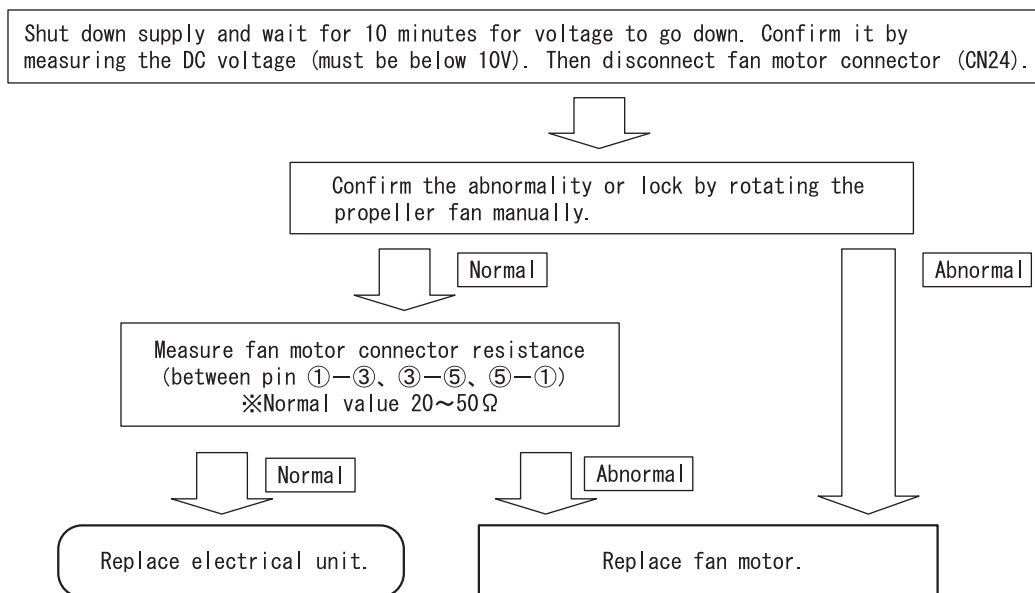 Shut down supply and wait for 10 minutes for voltage to go down. Confirm it by
measuring the DC voltage (must be below 10V). Then disconnect fan motor connector (CN24).
Confirm the abnormality or lock by rotating the
propeller fan manually.
Normal
Abnormal
Measure fan motor connector resistance
(between pin ①−③、③−⑤、⑤−①)
※Normal value 20〜50Ω
Normal
Abnormal
Replace electrical unit.
Replace fan motor.